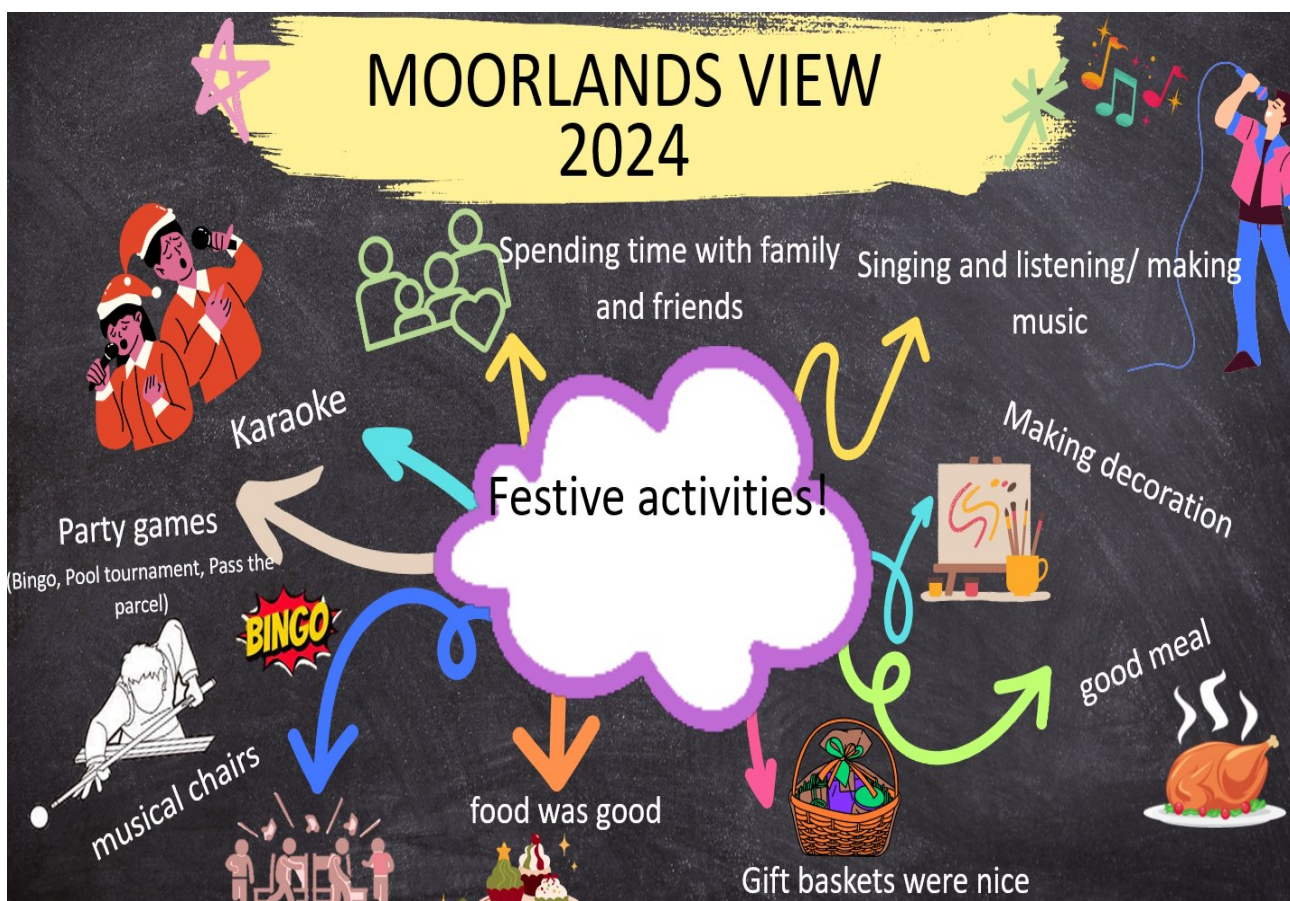 MOORLANDS VIEW
2024
Spending time with family
and friends
Singing and listening/ making
music
Karaoke
Making decoration
Festive activities!
Party games
(Bingo, Pool tournament, Pass the
parcel)
BINGO
good meal
musical chairs
food was good
Gift baskets were nice